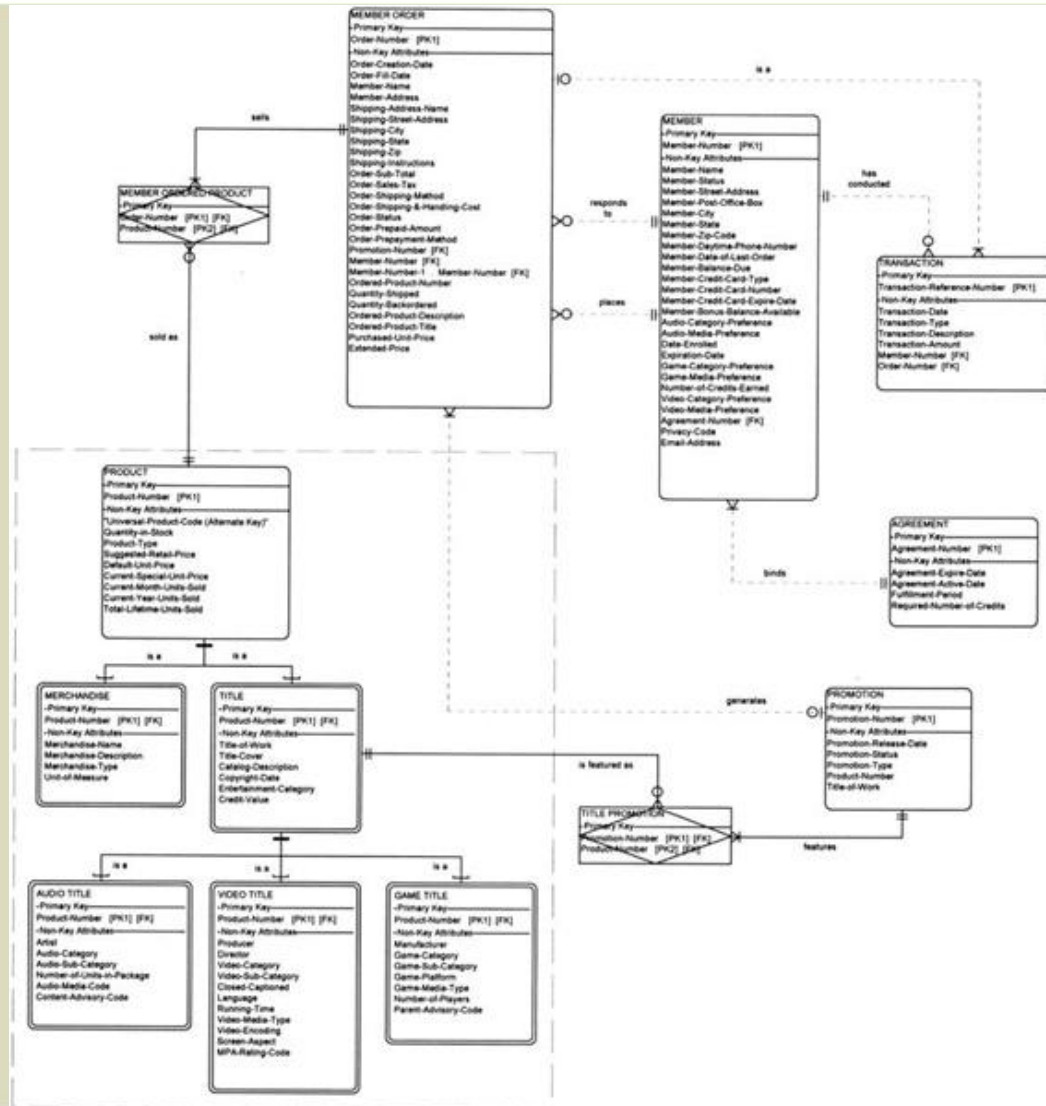 MEMBER ORDER
-Primary Key
Order-Number [PK1]
-Non-Key Attributes
Order-Creation-Date
Order-Fill-Date
Member-Name
Member-Address
Shipping-Address-Name
Shipping-Street-Address
Shipping-City
Shipping-State
Shipping-Zip
Shipping-Instructions
Order-Sub-Total
Order-Sales-Tax
Order-Shipping-Method
Order-Shipping-&-Handling-Cost
Order-Status
Order-Prepaid-Amount
Order-Prepayment-Method
Promotion-Number [FK]
Member-Number [FK]
Member-Number-1 . Member-Number [FK]
Ordered-Product-Number
Quantity-Shipped
Quantity-Backordered
Ordered-Product-Description
Ordered-Product-Title
Purchased-Unit-Price
Extended-Price
is a
sells
MEMBER
-Primary Key
Member-Number [PK1]
-Non-Key Attributes
Member-Name
Member-Status
Member-Street-Address
Member-Post-Office-Box
Member-City
Member-State
Member-Zip-Code
Member-Daytime-Phone-Number
Member-Date-of-Last-Order
Member-Balance-Due
Member-Credit-Card-Type
Member-Credit-Card-Number
Member-Credit-Card-Expire-Date
Member-Bonus-Balance-Available
Audio-Category-Preference
Audio-Media-Preference
Date-Enrolled
Expiration-Date
Game-Category-Preference
Game-Media-Preference
Number-of-Credits-Earned
Video-Category-Preference
Video-Media-Preference
Agreement-Number [FK]
Privacy-Code
Email-Address
has
conducted
responds
to
places
MEMBER ORDERED PRODUCT
-Primary Key
Order-Number [PK1] [FK]
Product-Number [PK2] [FK]
sold as
TRANSACTION
-Primary Key
Transaction-Reference-Number [PK1]
-Non-Key Attributes
Transaction-Date
Transaction-Type
Transaction-Description
Transaction-Amount
Member-Number [FK]
Order-Number [FK]
PRODUCT
-Primary Key
Product-Number [PK1]
-Non-Key Attributes
"Universal-Product-Code (Alternate Key)"
Quantity-in-Stock
Product-Type
Suggested-Retail-Price
Default-Unit-Price
Current-Special-Unit-Price
Current-Month-Units-Sold
Current-Year-Units-Sold
Total-Lifetime-Units-Sold
AGREEMENT
-Primary Key
Agreement-Number [PK1]
-Non-Key Attributes
Agreement-Expire-Date
Agreement-Active-Date
Fulfillment-Period
Required-Number-of-Credits
binds
is a
is a
MERCHANDISE
-Primary Key
Product-Number [PK1] [FK]
-Non-Key Attributes
Merchandise-Name
Merchandise-Description
Merchandise-Type
Unit-of-Measure
TITLE
-Primary Key
Product-Number [PK1] [FK]
-Non-Key Attributes
Title-of-Work
Title-Cover
Catalog-Description
Copyright-Date
Entertainment-Category
Credit-Value
generates
PROMOTION
-Primary Key
Promotion-Number [PK1]
-Non-Key Attributes
Promotion-Release-Date
Promotion-Status
Promotion-Type
Product-Number
Title-of-Work
is featured as
TITLE PROMOTION
-Primary Key
Promotion-Number [PK1] [FK]
Product-Number [PK2] [FK]
features
is a
is a
is a
AUDIO TITLE
-Primary Key
Product-Number [PK1] [FK]
-Non-Key Attributes
Artist
Audio-Category
Audio-Sub-Category
Number-of-Units-in-Package
Audio-Media-Code
Content-Advisory-Code
VIDEO TITLE
-Primary Key
Product-Number [PK1] [FK]
-Non-Key Attributes
Producer
Director
Video-Category
Video-Sub-Category
Closed-Captioned
Language
Running-Time
Video-Media-Type
Video-Encoding
Screen-Aspect
MPA-Rating-Code
GAME TITLE
-Primary Key
Product-Number [PK1] [FK]
-Non-Key Attributes
Manufacturer
Game-Category
Game-Sub-Category
Game-Platform
Game-Media-Type
Number-of-Players
Parent-Advisory-Code